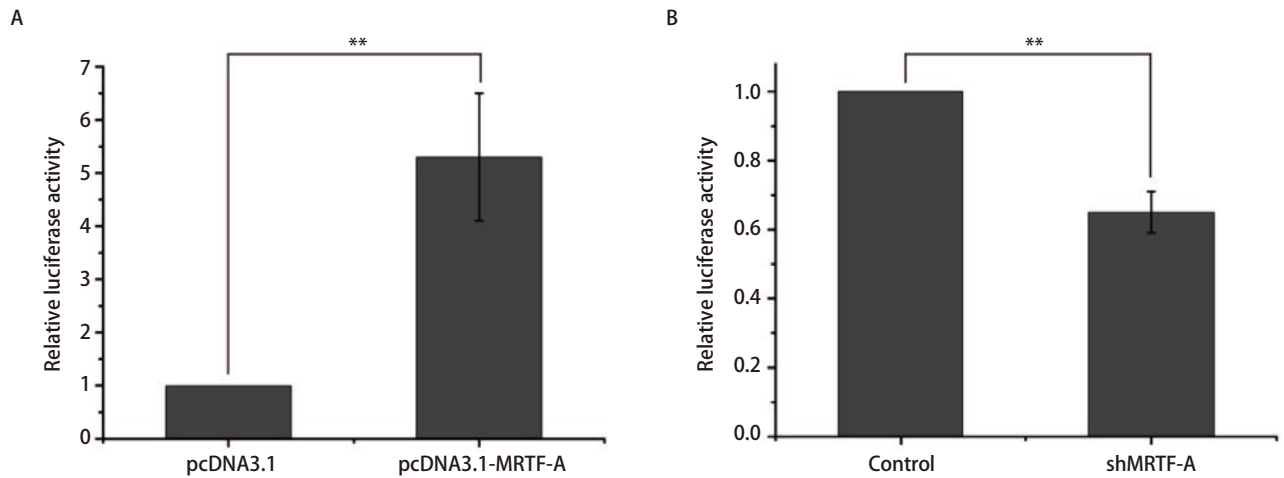 A
**
7
6
5
4
3
2
1
0
Relative luciferase activity
pcDNA3.1
pcDNA3.1-MRTF-A
B
**
1.0
0.8
0.6
0.4
0.2
0.0
Relative luciferase activity
Control
shMRTF-A